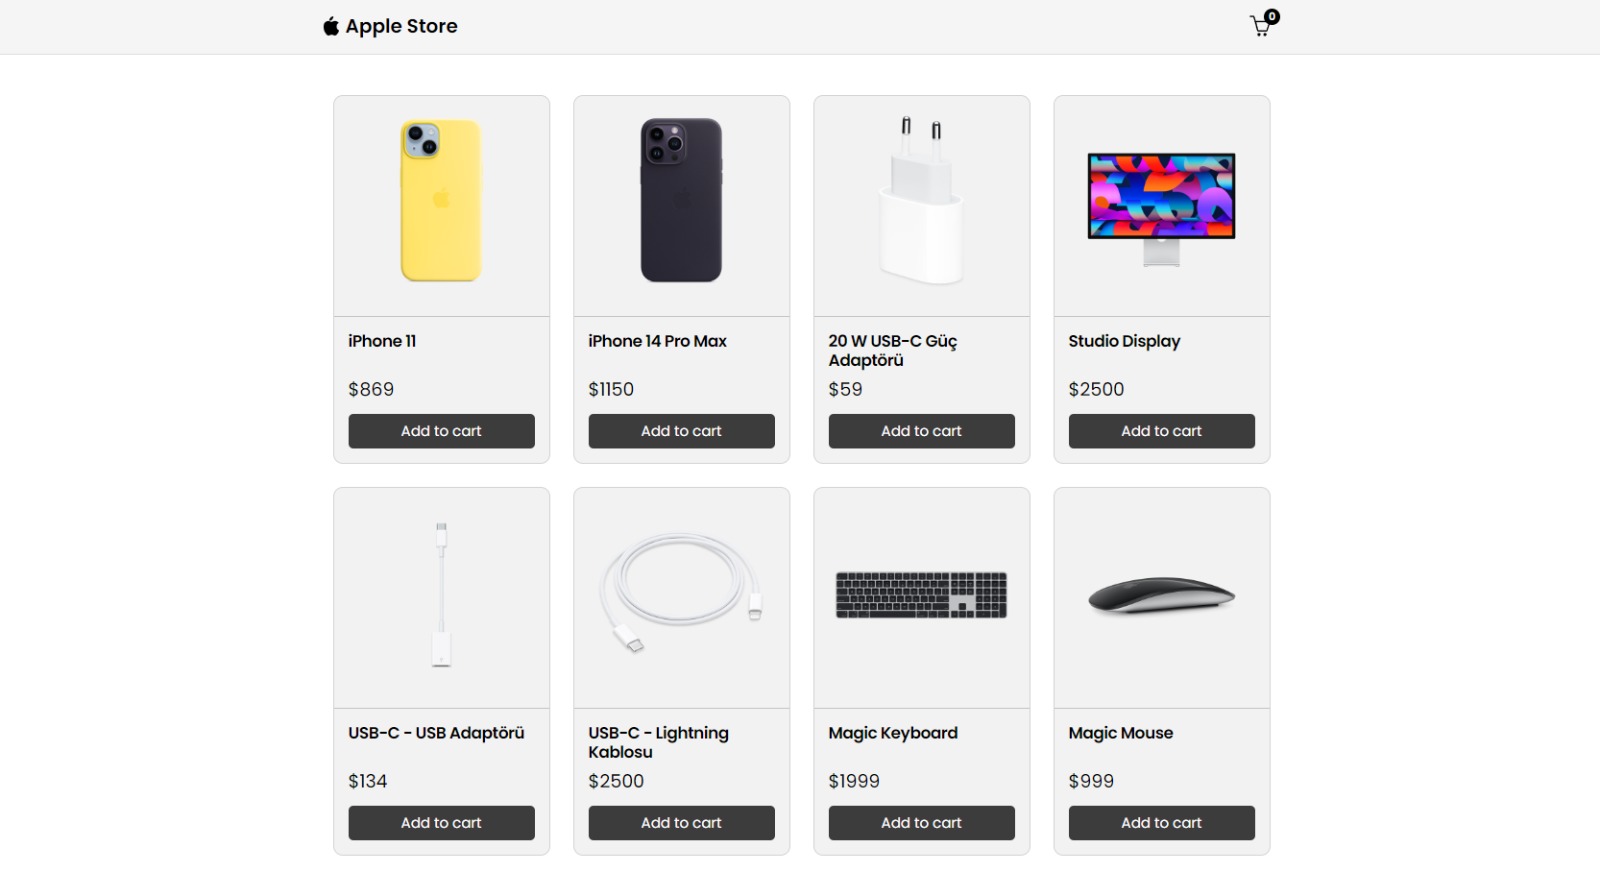 Apple Store
0
iPhone 11
$869
Add to cart
iPhone 14 Pro Max
$1150
Add to cart
20 W USB-C Güç
Adaptörü
$59
Add to cart
Studio Display
$2500
Add to cart
USB-C - USB Adaptörü
$134
Add to cart
USB-C - Lightning
Kablosu
$2500
Add to cart
Magic Keyboard
$1999
Add to cart
Magic Mouse
$999
Add to cart